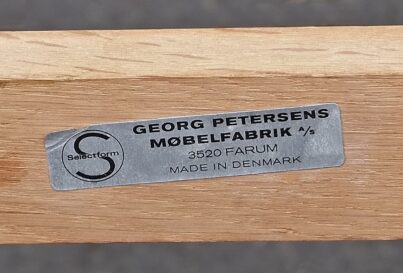 S
Selectform
GEORG PETERSENS
MØBELFABRIK A/S
3520 FARUM
MADE IN DENMARK